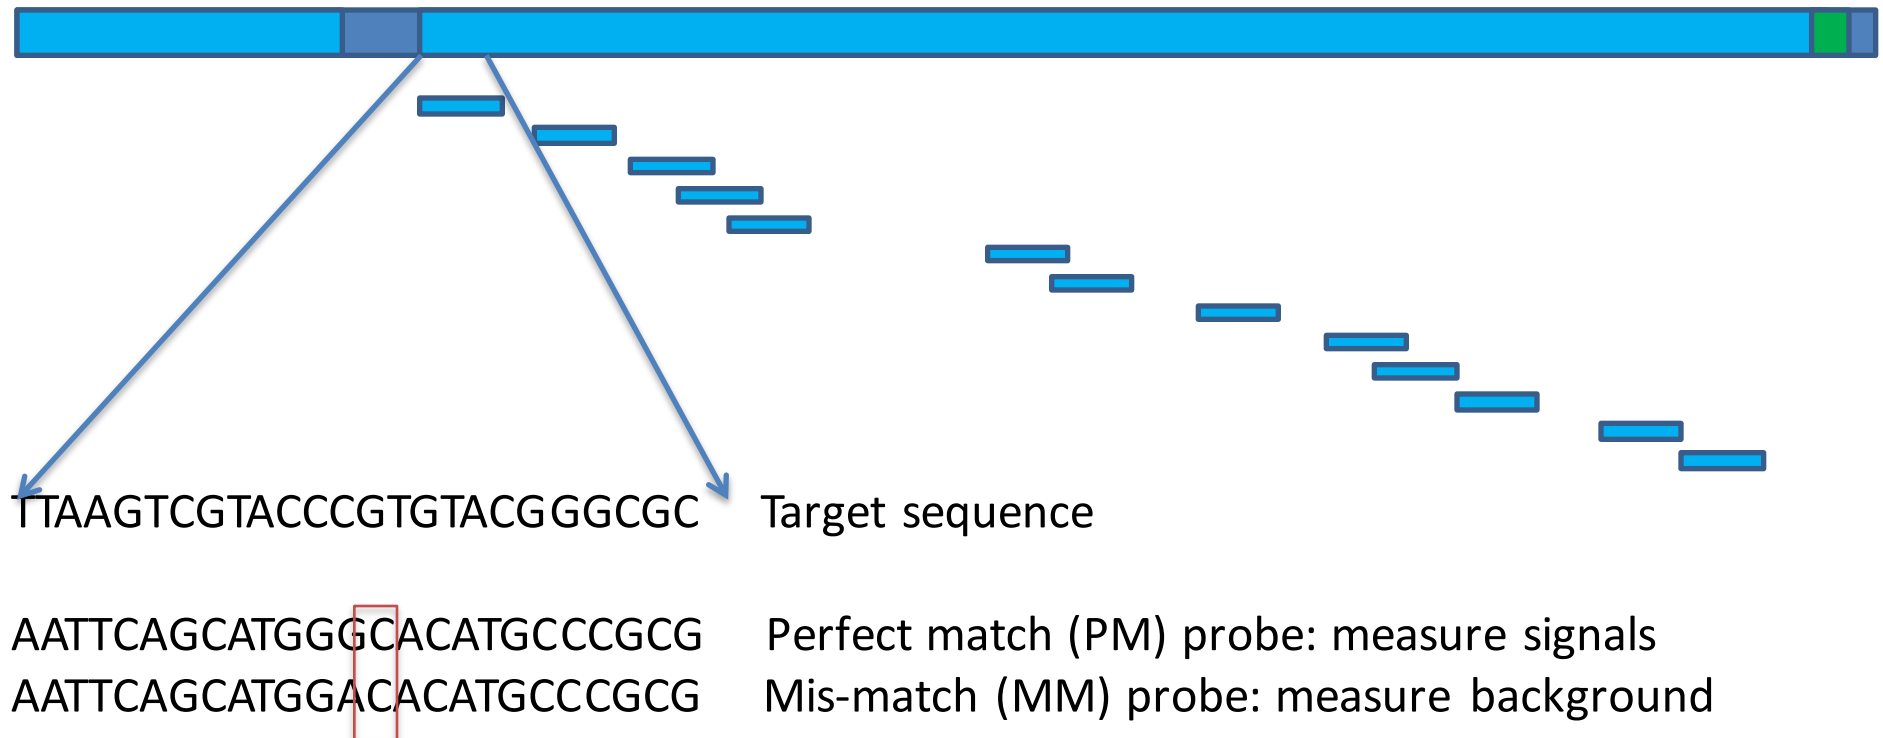 TTAAGTCGTACCCGTGTACGGGCGC Target sequence
AATTCAGCATGGGCACATGCCCGCG Perfect match (PM) probe: measure signals
AATTCAGCATGGACACATGCCCGCG Mis-match (MM) probe: measure background